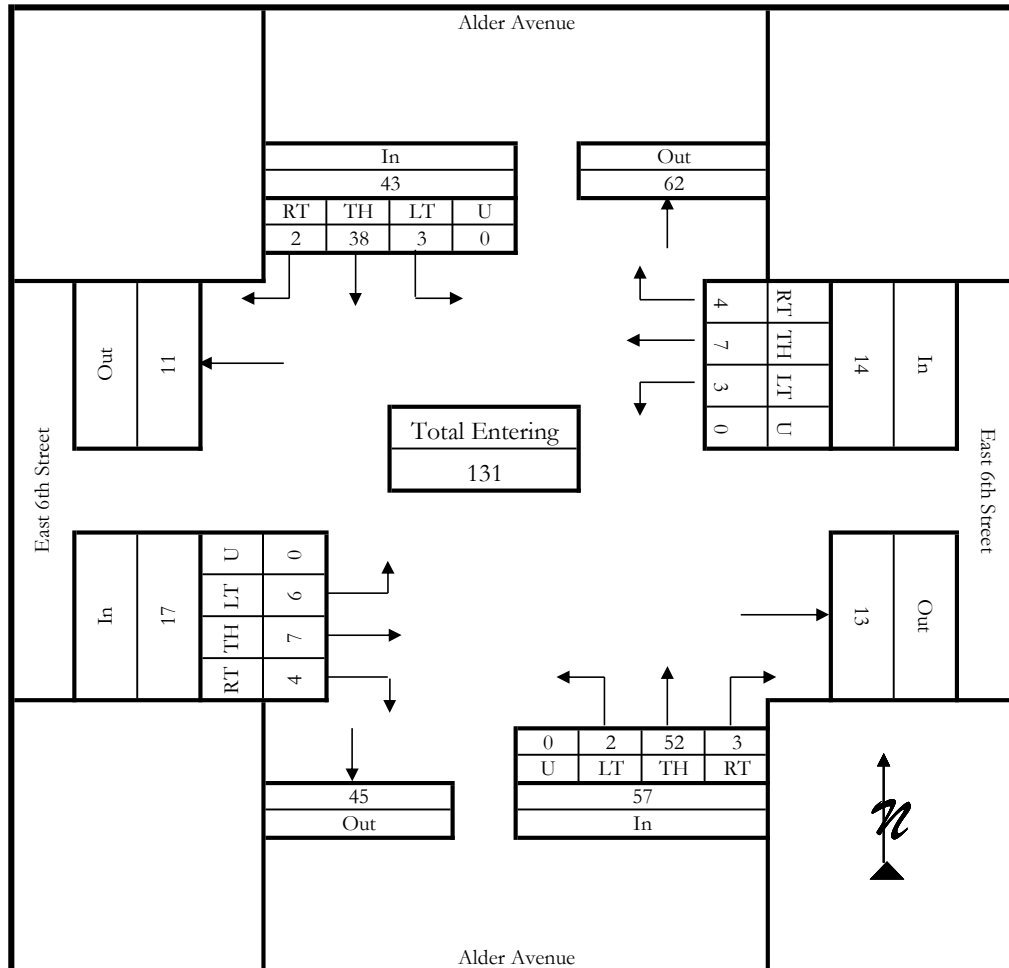 Alder Avenue
In
43
RT TH LT U
2 38 3 0
Out
62
Out
11
4 RT
7 TH
3 LT
0 U
14
In
Total Entering
131
East 6th Street
East 6th Street
In
17
U 0
LT 6
TH 7
RT 4
13
Out
0 2 52 3
U LT TH RT
57
In
45
Out
N
Alder Avenue